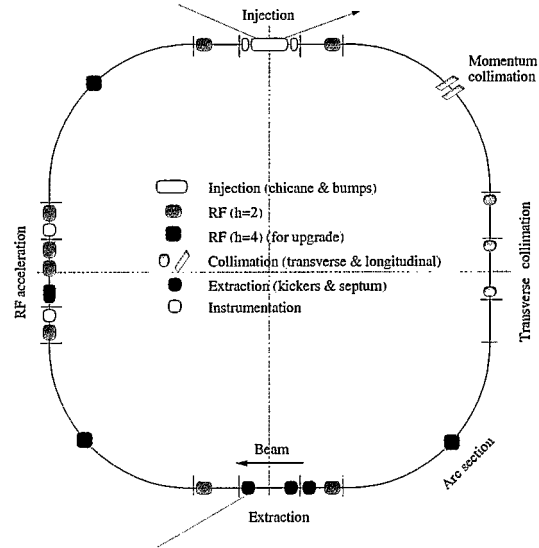 Injection
Momentum
collimation
Injection (chicane & bumps)
RF (h=2)
RF (h=4) (for upgrade)
Collimation (transverse & longitudinal)
Extraction (kickers & septum)
Instrumentation
RF acceleration
Transverse collimation
Beam
Arc section
Extraction